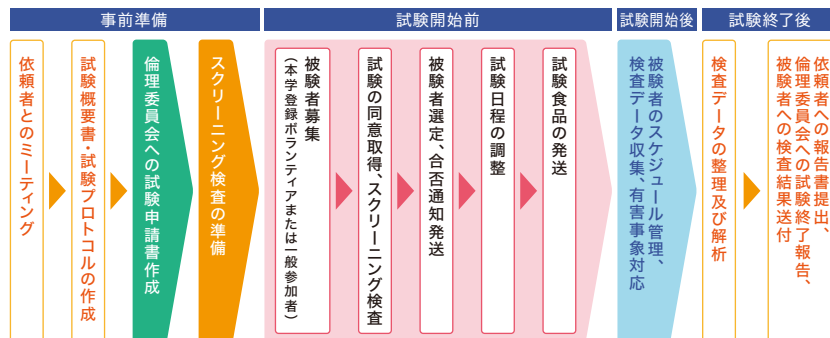 事前準備
試験開始前
試験開始後
試験終了後
依頼者とのミーティング
試験概要書・試験プロトコルの作成
倫理委員会への試験申請書作成
スクリーニング検査の準備
被験者募集
（本学登録ボランティアまたは一般参加者）
試験の同意取得、スクリーニング検査
被験者選定、合否通知発送
試験日程の調整
試験食品の発送
被験者のスケジュール管理、
検査データ収集、有害事象対応
検査データの整理及び解析
依頼者への報告書提出、
倫理委員会への試験終了報告、
被験者への検査結果送付